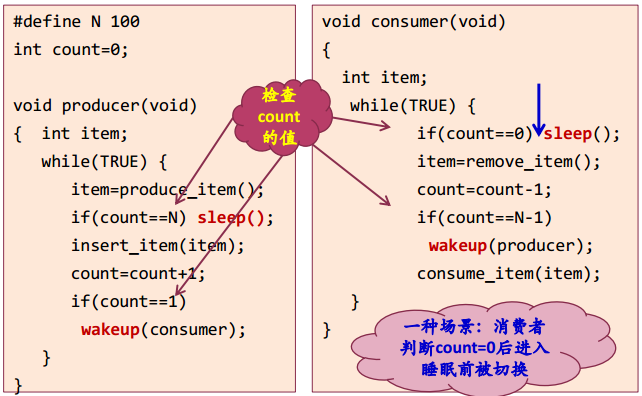 #define N 100
int count=0;
void producer(void)
{ int item;
while(TRUE) {
item=produce_item();
if(count==N) sleep();
insert_item(item);
count=count+1;
if(count==1)
wakeup(consumer);
}
}
检查
count
的值
void consumer(void)
{
int item;
while(TRUE) {
if(count==0) sleep();
item=remove_item();
count=count-1;
if(count==N-1)
wakeup(producer);
consume_item(item);
}
}
一种场景：消费者
判断count=0后进入
睡眠前被切换